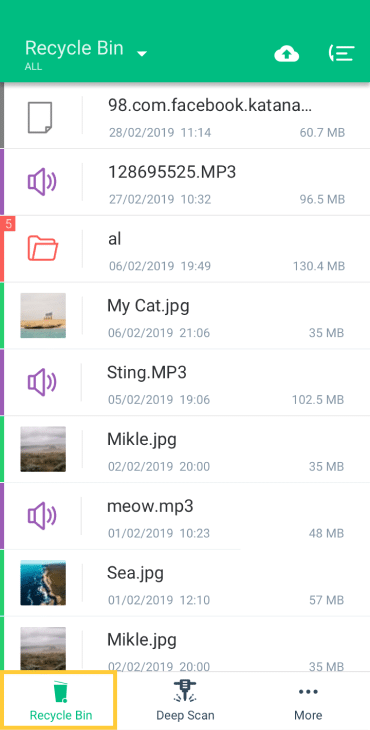 Recycle Bin
ALL
98.com.facebook.katana...
28/02/2019 11:14 60.7 MB
128695525.MP3
27/02/2019 10:32 96.5 MB
5
al
06/02/2019 19:49 130.4 MB
My Cat.jpg
06/02/2019 21:06 35 MB
Sting.MP3
05/02/2019 19:06 102.5 MB
Mikle.jpg
02/02/2019 20:00 35 MB
meow.mp3
01/02/2019 10:23 48 MB
Sea.jpg
01/02/2019 12:10 57 MB
Mikle.jpg
02/02/2019 20:00 35 MB
Recycle Bin Deep Scan More